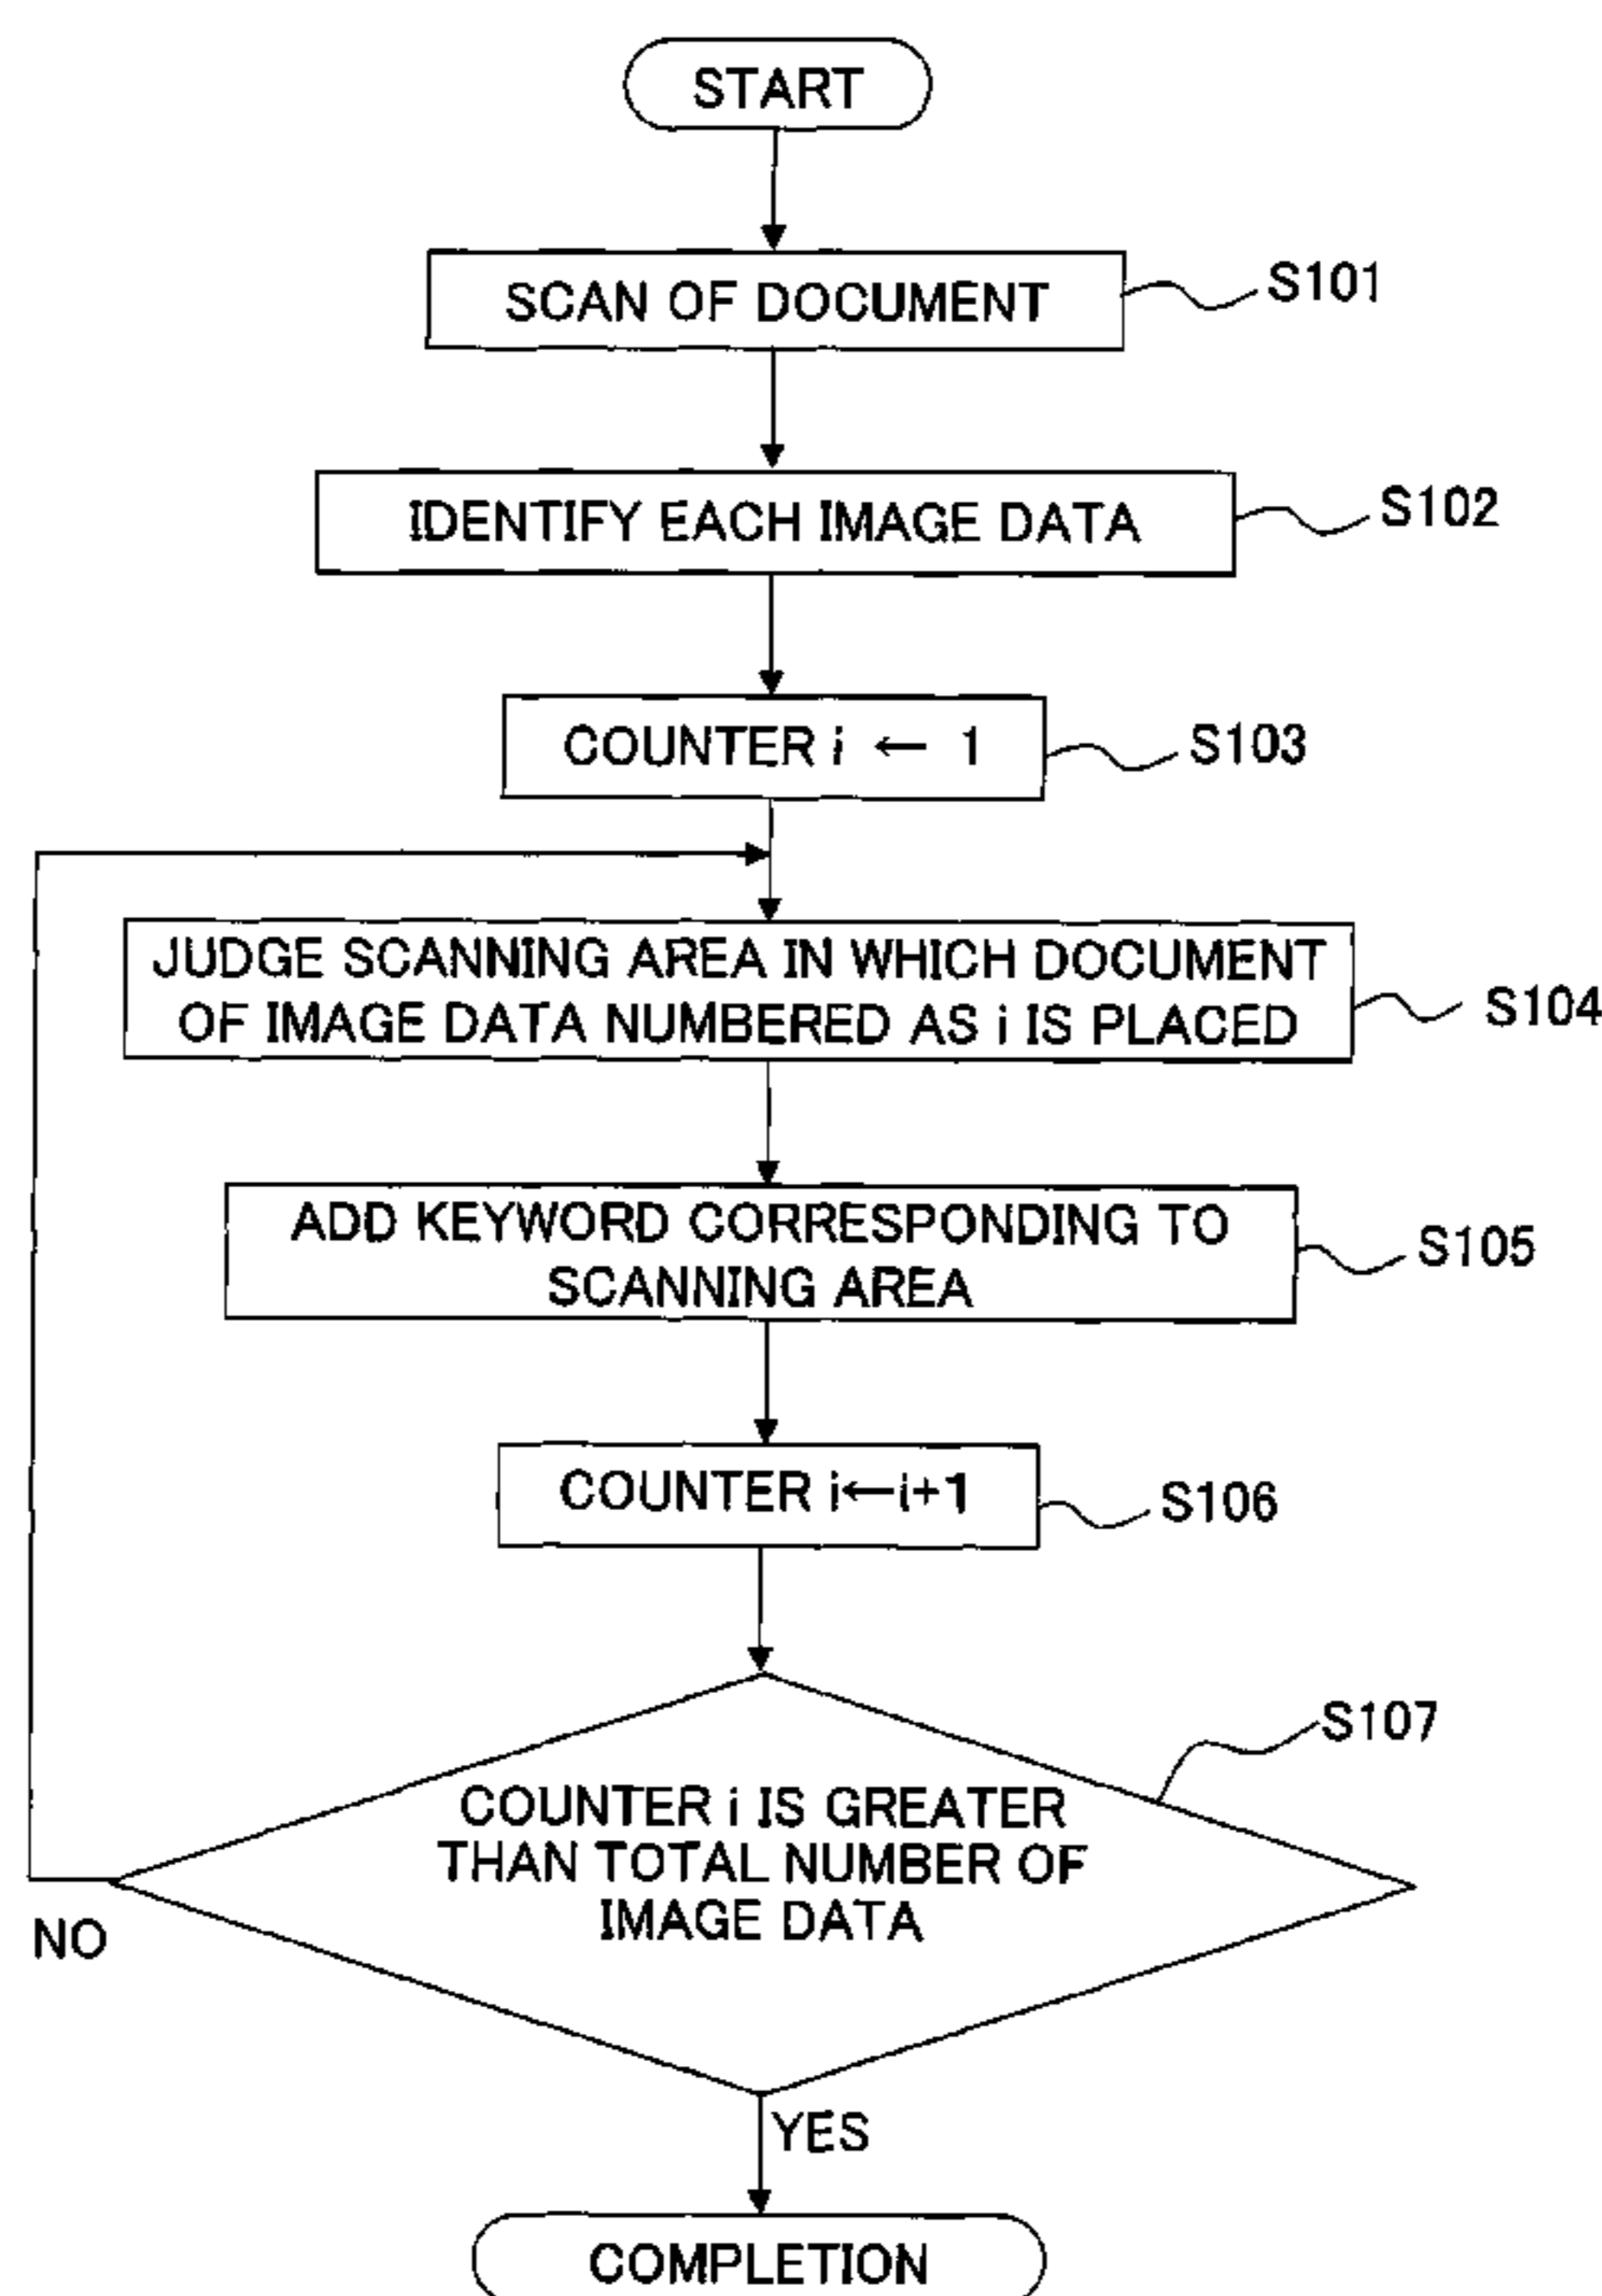 START
SCAN OF DOCUMENT
S101
IDENTIFY EACH IMAGE DATA
S102
COUNTER i ← 1
S103
JUDGE SCANNING AREA IN WHICH DOCUMENT
OF IMAGE DATA NUMBERED AS i IS PLACED
S104
ADD KEYWORD CORRESPONDING TO
SCANNING AREA
S105
COUNTER i←i+1
S106
S107
COUNTER i IS GREATER
THAN TOTAL NUMBER OF
IMAGE DATA
NO
YES
COMPLETION